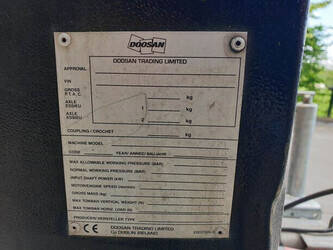 DOOSAN
DOOSAN TRADING LIMITED
APPROVAL
VIN
GROSS
P.T.A.C. kg
AXLE
ESSIEU 1 kg
AXLE
ESSIEU 2 kg
COUPLING / CROCHET kg
MACHINE MODEL
CODE YEAR / ANNEE / BAUJAHR
MAX ALLOWABLE WORKING PRESSURE (BAR)
NORMAL WORKING PRESSURE (BAR)
INPUT SHAFT POWER (kW)
MOTOR/ENGINE SPEED
GROSS MASS (kg)
MAX TOWBAR VERTICAL WEIGHT (N)
MAX TOWBAR HORIZ. LOAD (N)
PRODUCER/HERSTELLER TYPE
CE DOOSAN TRADING LIMITED
DUBLIN IRELAND